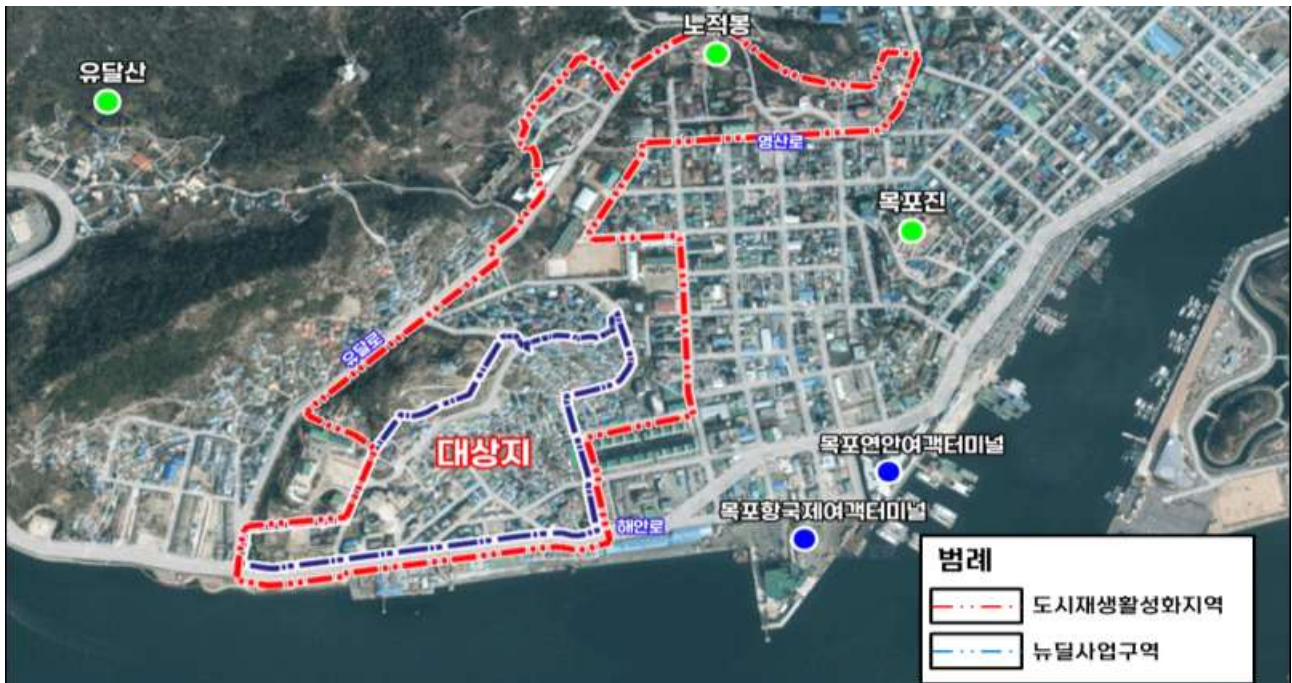 노적봉
유달산
영산로
목포진
유달로
대상지
목포연안여객터미널
목포항국제여객터미널
해안로
범례
도시재생활성화지역
뉴딜사업구역